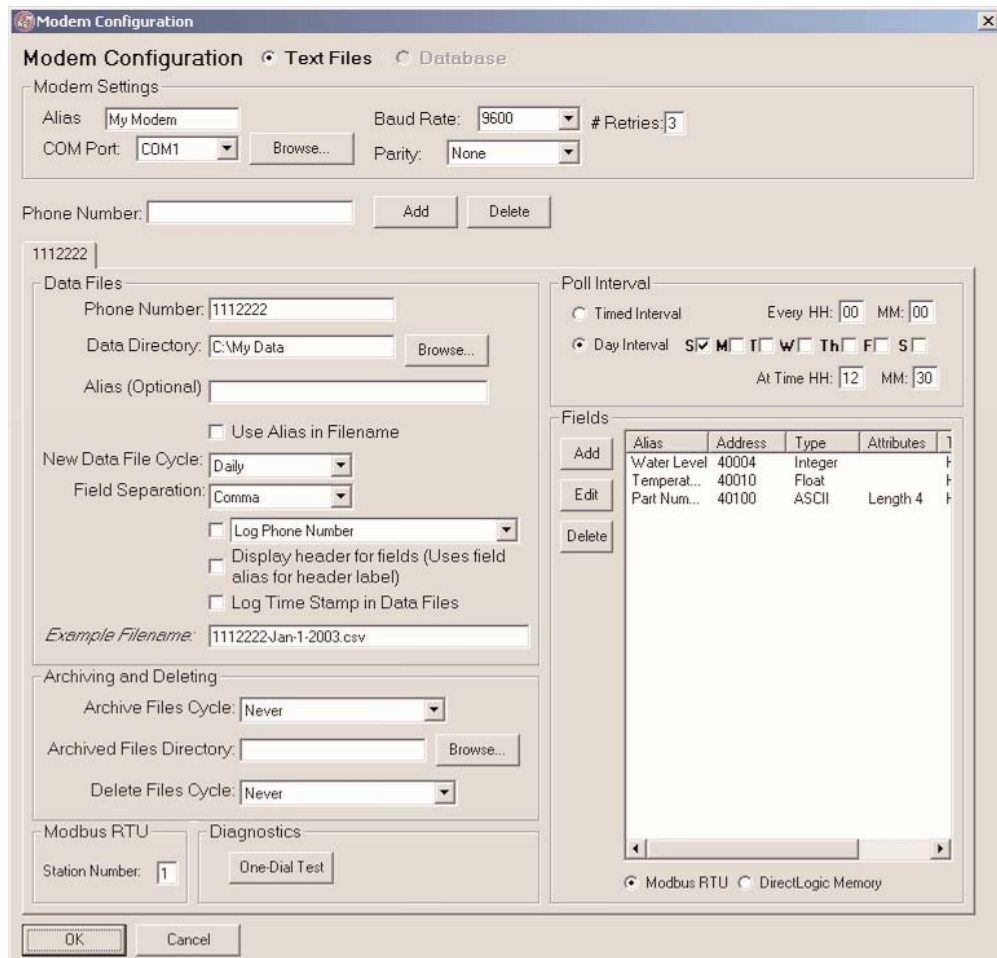 Modem Configuration
Modem Configuration Text Files Database
Modem Settings
Alias My Modem Baud Rate: 9600 # Retries: 3
COM Port: COM1 Browse... Parity: None
Phone Number: Add Delete
1112222
Data Files
Phone Number: 1112222
Data Directory: C:\My Data Browse...
Alias (Optional)
Use Alias in Filename
New Data File Cycle: Daily
Field Separation: Comma
Log Phone Number
Display header for fields (Uses field
alias for header label)
Log Time Stamp in Data Files
Example Filename: 1112222-Jan-1-2003.csv
Archiving and Deleting
Archive Files Cycle: Never
Archived Files Directory: Browse...
Delete Files Cycle: Never
Modbus RTU
Station Number: 1
Diagnostics
One-Dial Test
Poll Interval
Timed Interval Every HH: 00 MM: 00
Day Interval S M T W Th F S
At Time HH: 12 MM: 30
Fields
Add
Edit
Delete
Alias Address Type Attributes
Water Level 40004 Integer H
Temperat... 40010 Float H
Part Num... 40100 ASCII Length 4 H
Modbus RTU DirectLogic Memory
OK Cancel